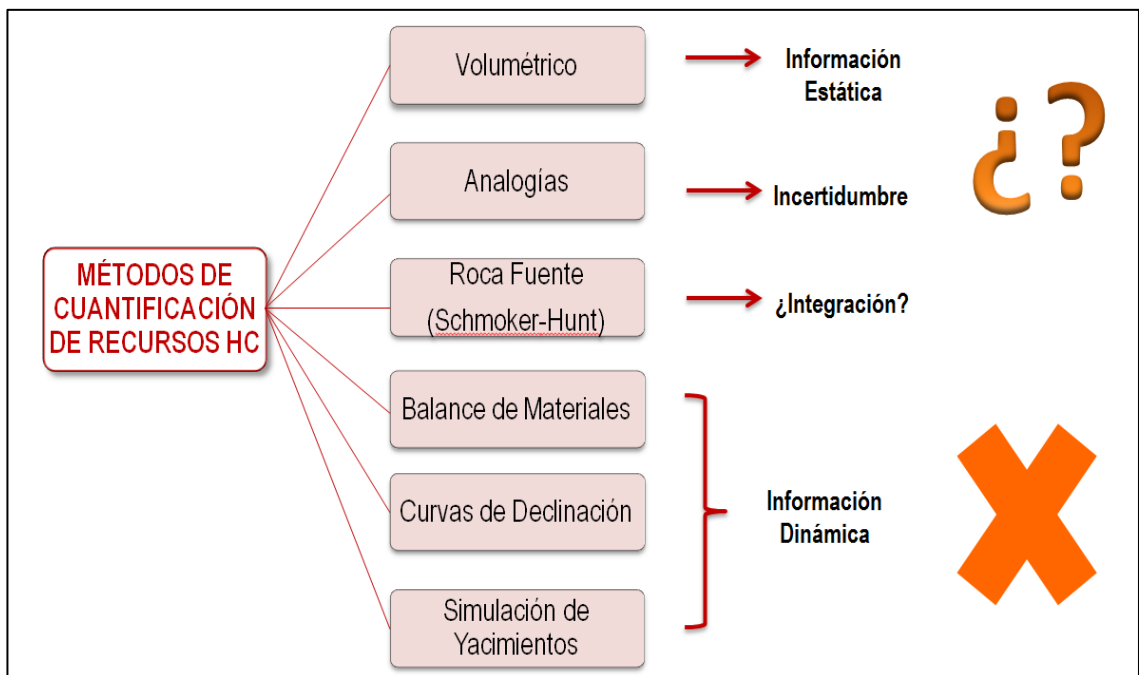 MÉTODOS DE
CUANTIFICACIÓN
DE RECURSOS HC
Volumétrico
Información
Estática
¿?
Analogías
Incertidumbre
Roca Fuente
(Schmoker-Hunt)
¿Integración?
Balance de Materiales
Curvas de Declinación
Simulación de
Yacimientos
Información
Dinámica